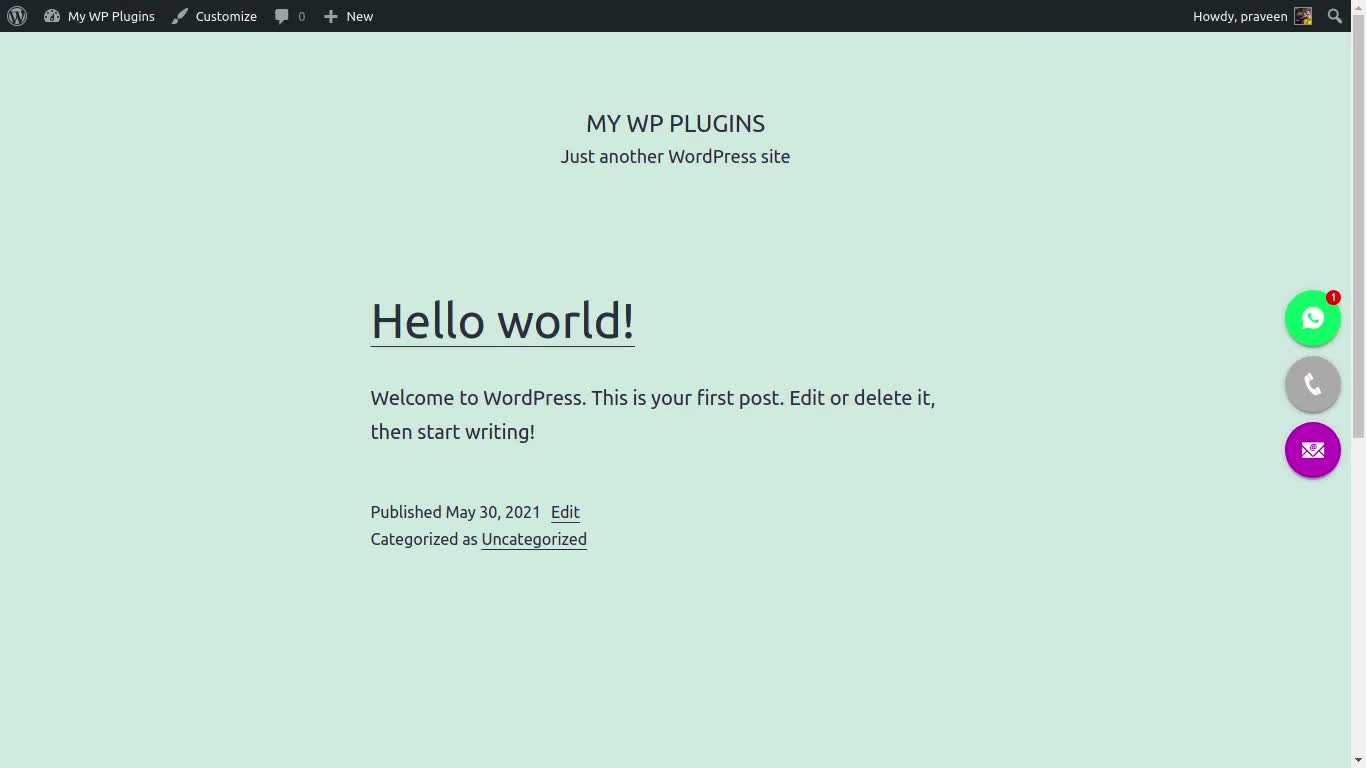 My WP Plugins Customize 0 New Howdy, praveen
MY WP PLUGINS
Just another WordPress site
Hello world!
1
Welcome to WordPress. This is your first post. Edit or delete it,
then start writing!
@
Published May 30, 2021 Edit
Categorized as Uncategorized